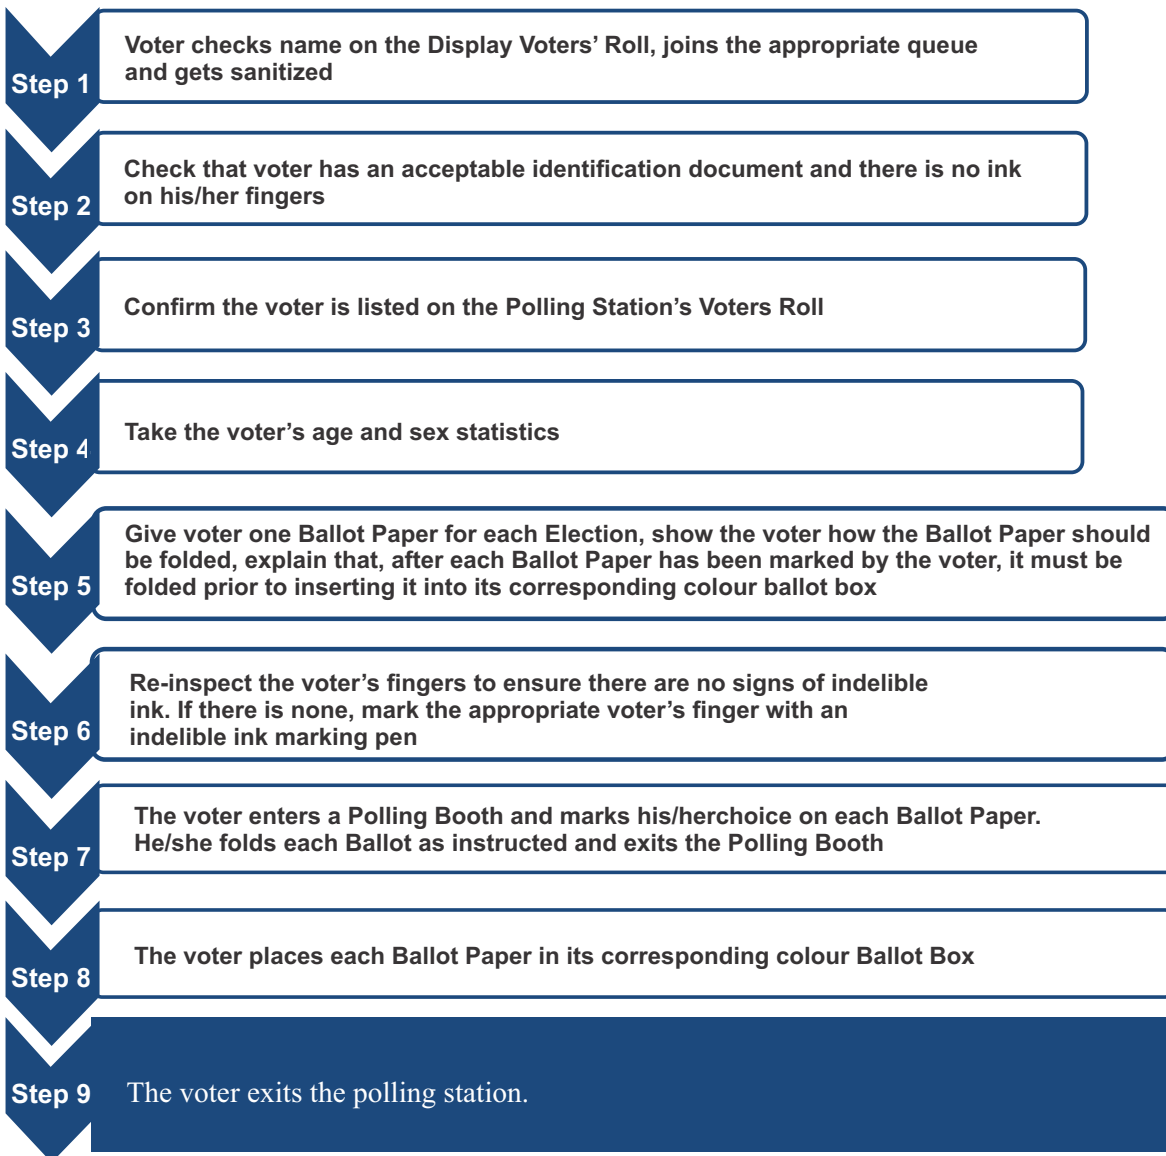 Step 1
Voter checks name on the Display Voters’ Roll, joins the appropriate queue
and gets sanitized
Step 2
Check that voter has an acceptable identification document and there is no ink
on his/her fingers
Step 3
Confirm the voter is listed on the Polling Station’s Voters Roll
Step 4
Take the voter’s age and sex statistics
Step 5
Give voter one Ballot Paper for each Election, show the voter how the Ballot Paper should
be folded, explain that, after each Ballot Paper has been marked by the voter, it must be
folded prior to inserting it into its corresponding colour ballot box
Step 6
Re-inspect the voter’s fingers to ensure there are no signs of indelible
ink. If there is none, mark the appropriate voter’s finger with an
indelible ink marking pen
Step 7
The voter enters a Polling Booth and marks his/herchoice on each Ballot Paper.
He/she folds each Ballot as instructed and exits the Polling Booth
Step 8
The voter places each Ballot Paper in its corresponding colour Ballot Box
Step 9
The voter exits the polling station.